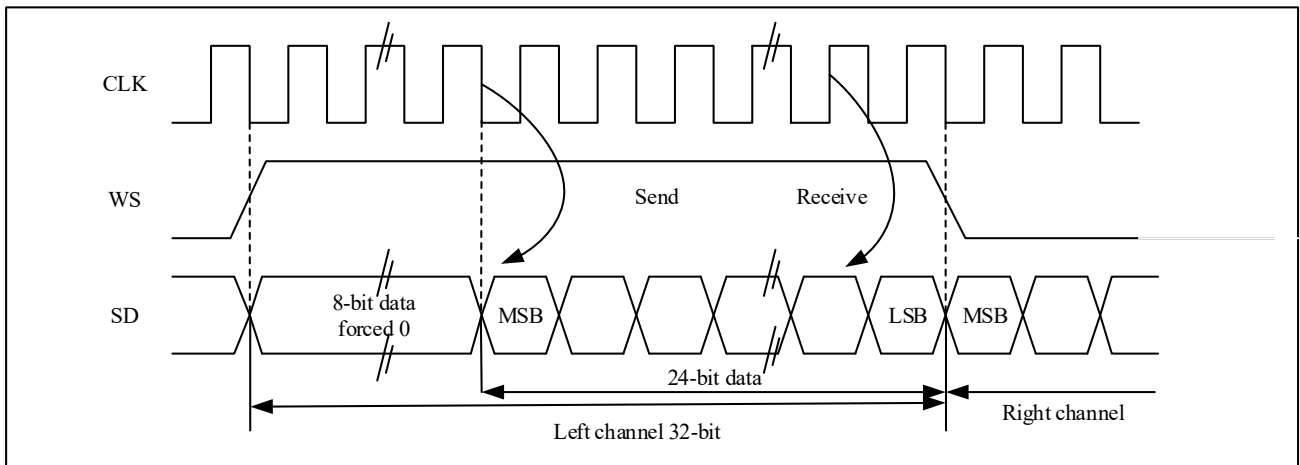 CLK
WS
Send
Receive
SD
8-bit data
forced 0
MSB
LSB
MSB
24-bit data
Right channel
Left channel 32-bit